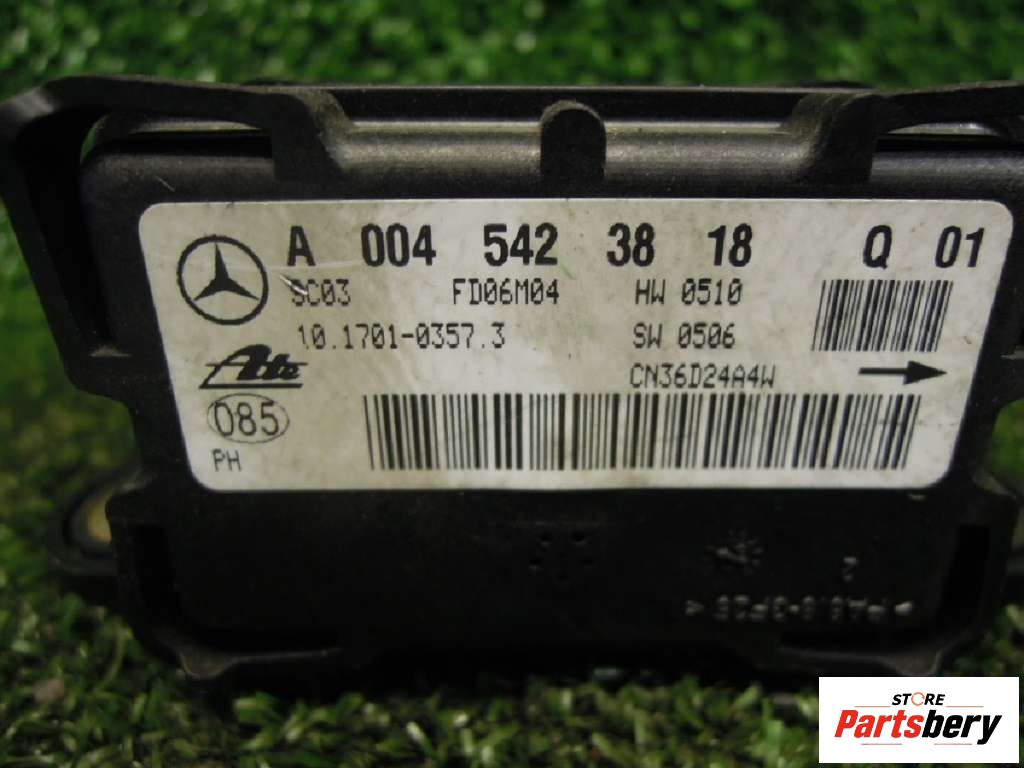 A 004 542 38 18 Q 01
SC03 FD06M04 HW 0510
10.1701-0357.3 SW 0506
Ate CN36D24A4W
085
PH
STORE
Partsbery